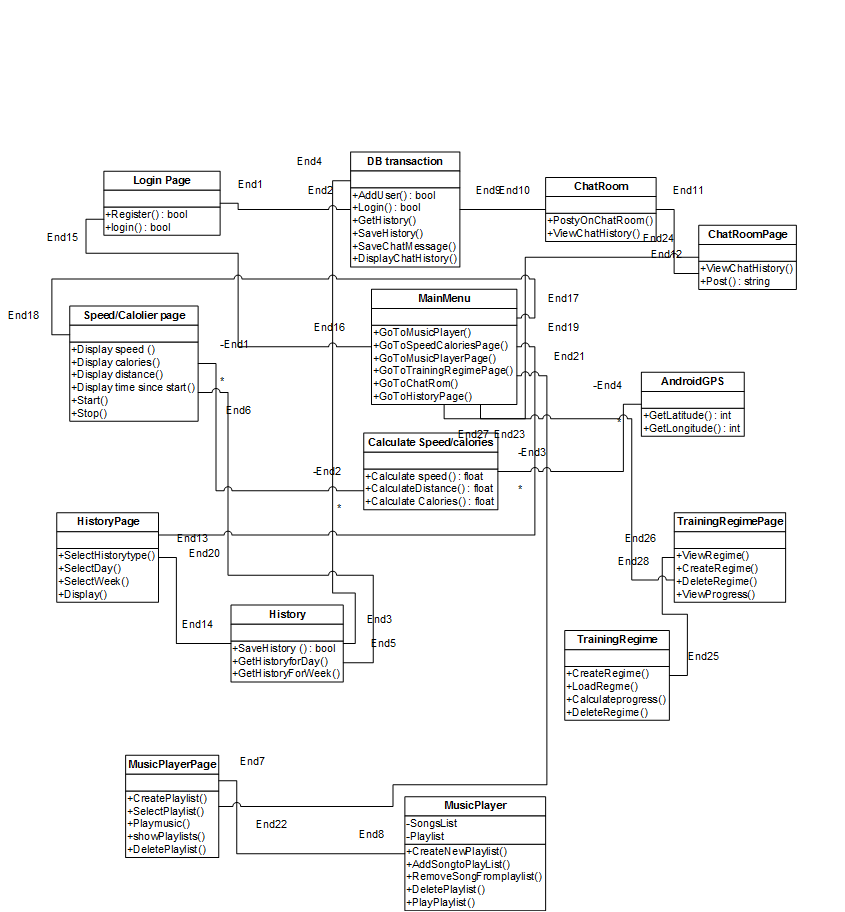 End4
DB transaction
Login Page
End1
End2
+AddUser() : bool
+Login() : bool
+GetHistory()
+SaveHistory()
+SaveChatMessage()
+DisplayChatHistory()
End9
End10
ChatRoom
End11
+PostyOnChatRoom()
+ViewChatHistory()
+Register() : bool
+login() : bool
End15
End24
End12
ChatRoomPage
+ViewChatHistory()
+Post() : string
End18
Speed/Calolier page
+Display speed ()
+Display calories()
+Display distance()
+Display time since start()
+Start()
+Stop()
-End1
*
End6
End16
MainMenu
+GoToMusicPlayer()
+GoToSpeedCaloriesPage()
+GoToMusicPlayerPage()
+GoToTrainingRegimePage()
+GoToChatRom()
+GoToHistoryPage()
End17
End19
End21
-End4
*
AndroidGPS
+GetLatitude() : int
+GetLongitude() : int
End27
End23
Calculate Speed/calories
+Calculate speed() : float
+CalculateDistance() : float
+Calculate Calories() : float
-End3
*
-End2
*
HistoryPage
+SelectHistorytype()
+SelectDay()
+SelectWeek()
+Display()
End13
End20
End26
End28
TrainingRegimePage
+ViewRegime()
+CreateRegime()
+DeleteRegime()
+ViewProgress()
End14
History
+SaveHistory () : bool
+GetHistoryforDay()
+GetHistoryForWeek()
End3
End5
TrainingRegime
+CreateRegime()
+LoadRegme()
+Calculateprogress()
+DeleteRegime()
End25
MusicPlayerPage
+CreatePlaylist()
+SelectPlaylist()
+Playmusic()
+showPlaylists()
+DeletePlaylist()
End7
End22
End8
MusicPlayer
-SongsList
-Playlist
+CreateNewPlaylist()
+AddSongtoPlayList()
+RemoveSongFromplaylist()
+DeletePlaylist()
+PlayPlaylist()